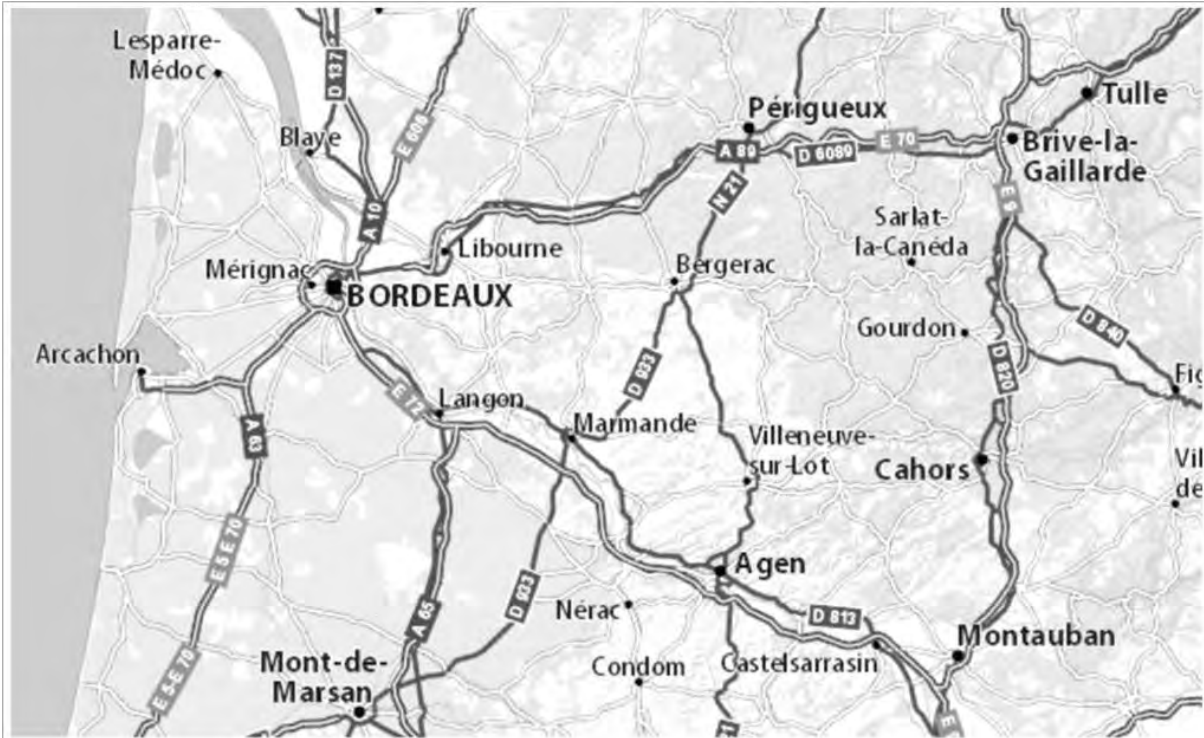 Lesparre-
Médoc
D 137
Blaye
E 606
A 10
Périgueux
A 89
D 6089
E 70
Tulle
Brive-la-
Gaillarde
N 21
E 9
Sarlat-
la-Canéda
Libourne
Mérignac
BORDEAUX
Bergerac
Gourdon
D 840
Arcachon
D 933
D 820
E 72
Langon
A 63
Marmande
Villeneuve-
sur-Lot
Cahors
E 5 E 70
Agen
D 933
Nérac
A 65
D 813
Montauban
Mont-de-
Marsan
E 5-E 70
Condom
Castelsarrasin